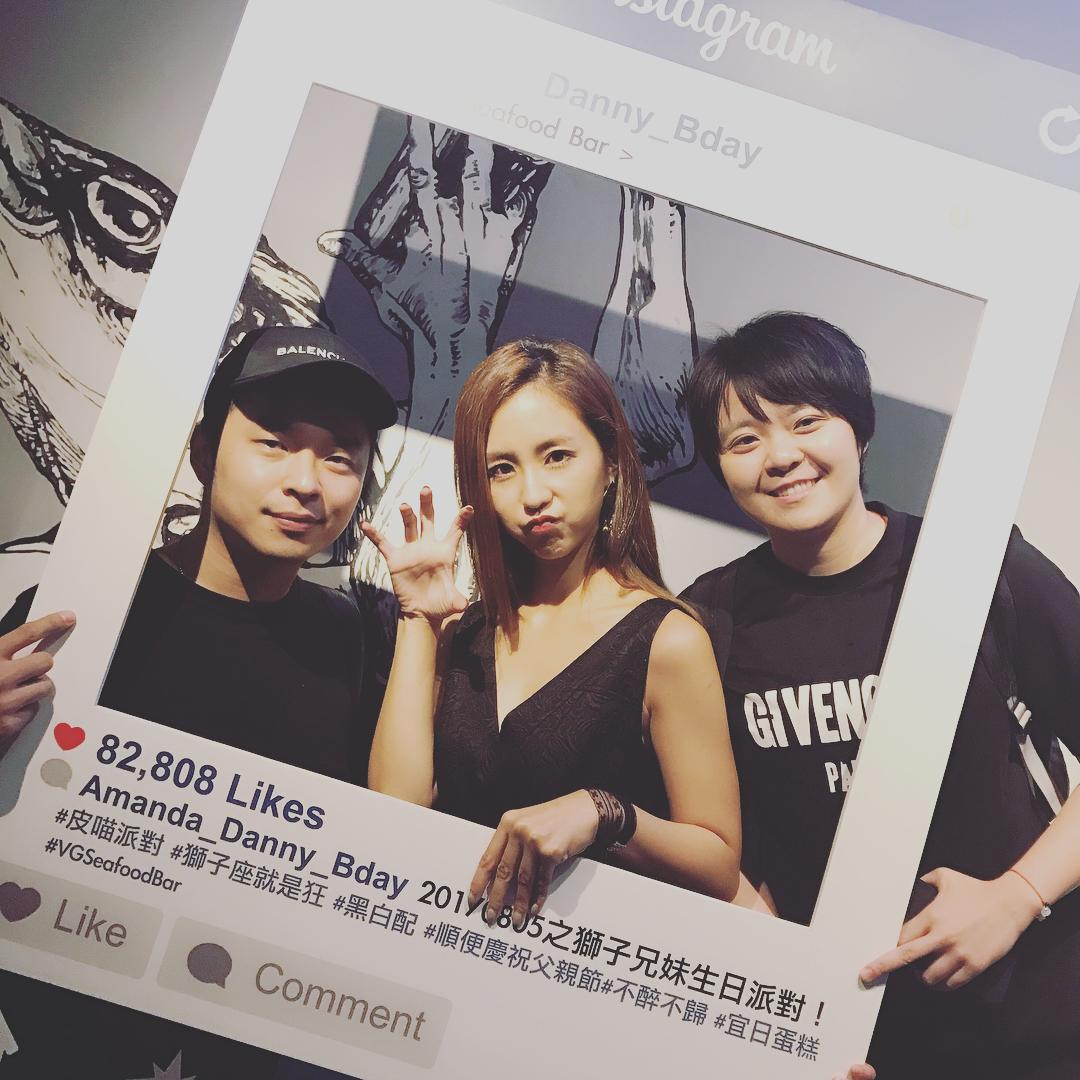 Danny_Bday
Seafood Bar >
BALENC
GIVENC
PA
82,808 Likes
Amanda_Danny_Bday 2017/0805之獅子兄妹生日派對！
#皮喵派對 #獅子座就是狂 #黑白配 #順便慶祝父親節#不醉不歸 #宜日蛋糕
#VGSeafoodBar
Like
Comment